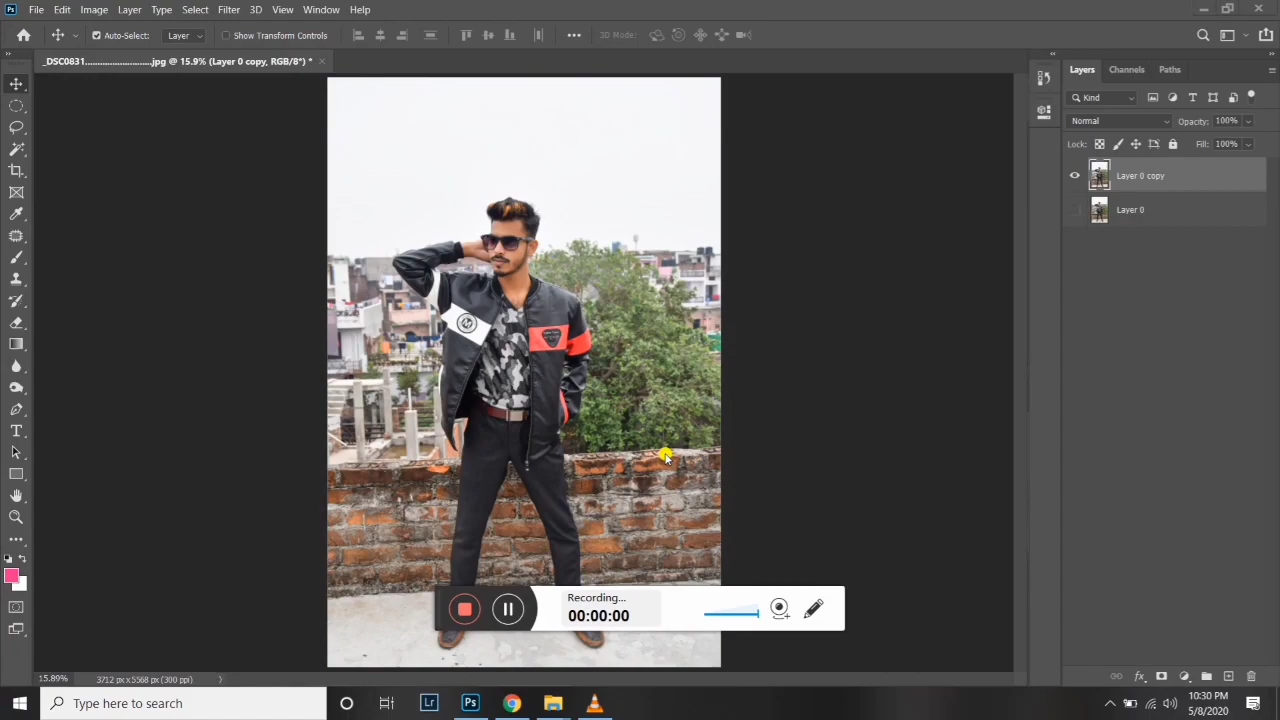 Ps File Edit Image Layer Type Select Filter 3D View Window Help
Auto-Select: Layer Show Transform Controls 3D Mode:
_DSC0831.............................jpg @ 15.9% (Layer 0 copy, RGB/8*) *
Layers Channels Paths
Kind
Normal Opacity: 100%
Lock: Fill: 100%
Layer 0 copy
Layer 0
Recording...
00:00:00
15.89% 3712 px x 5568 px (300 ppi)
Type here to search
Lr Ps
10:30 PM
5/8/2020